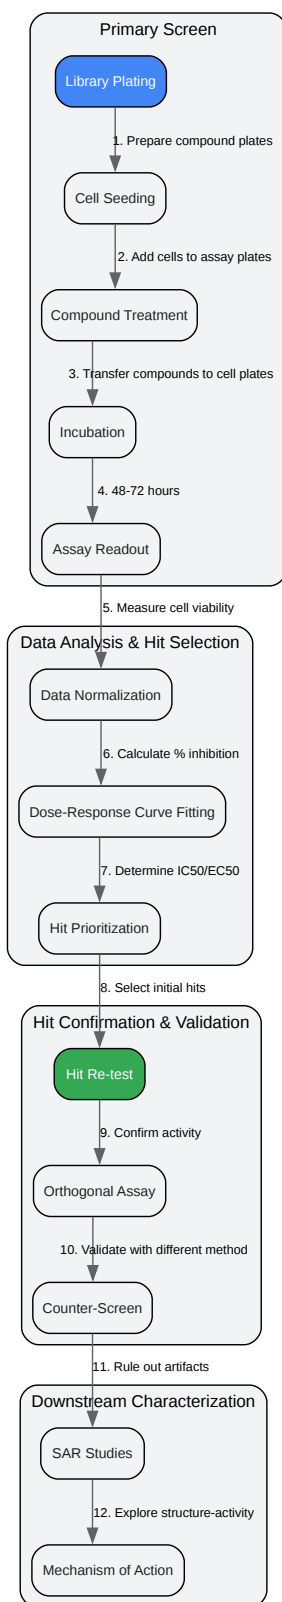 Primary Screen
Library Plating
1. Prepare compound plates
Cell Seeding
2. Add cells to assay plates
Compound Treatment
3. Transfer compounds to cell plates
Incubation
4. 48-72 hours
Assay Readout
5. Measure cell viability
Data Analysis & Hit Selection
Data Normalization
6. Calculate % inhibition
Dose-Response Curve Fitting
7. Determine IC50/EC50
Hit Prioritization
8. Select initial hits
Hit Confirmation & Validation
Hit Re-test
9. Confirm activity
Orthogonal Assay
10. Validate with different method
Counter-Screen
11. Rule out artifacts
Downstream Characterization
SAR Studies
12. Explore structure-activity
Mechanism of Action